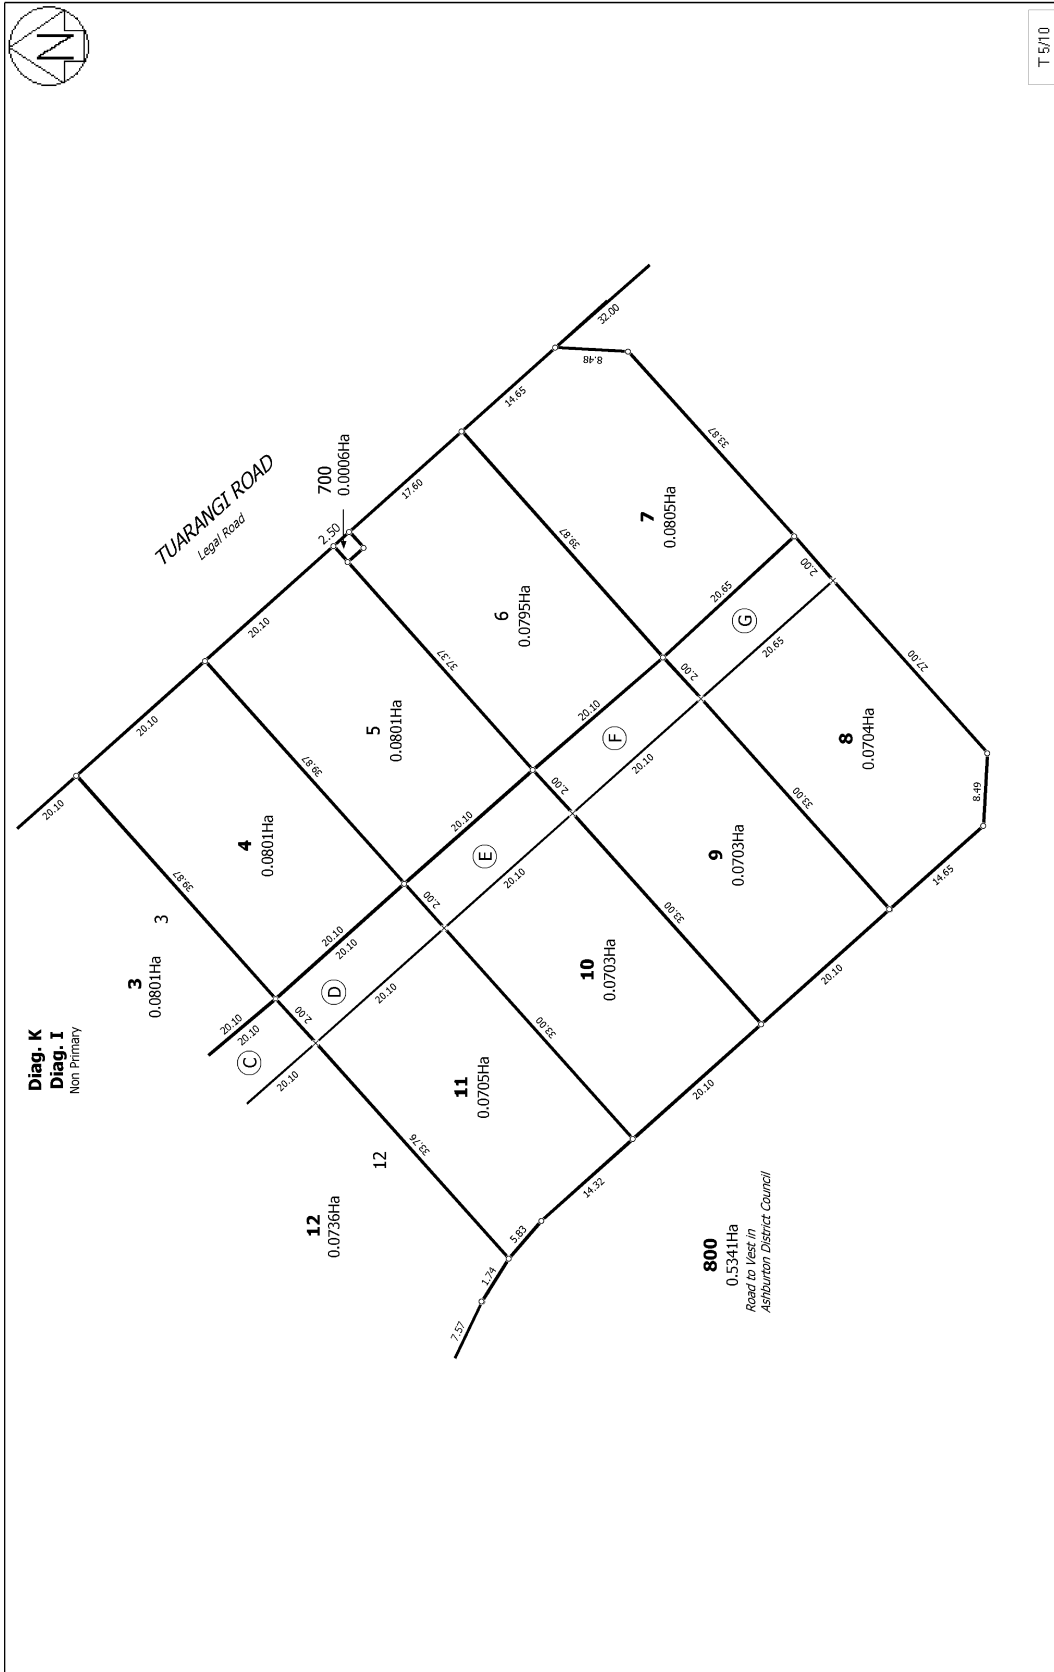 N
T 5/10
Diag. K
Diag. I
Non Primary
TUARANGI ROAD
Legal Road
20.10
20.10
20.10
2.50
700
0.0006Ha
17.60
14.65
32.00
8.48
33.87
3
0.0801Ha
3
39.87
4
0.0801Ha
39.87
5
0.0801Ha
37.37
6
0.0795Ha
39.87
7
0.0805Ha
20.10
20.10
C
20.10
2.00
20.10
20.10
D
20.10
2.00
20.10
E
20.10
2.00
20.10
F
20.10
2.00
20.65
G
20.65
2.00
12
0.0736Ha
12
33.76
11
0.0705Ha
33.00
10
0.0703Ha
33.00
9
0.0703Ha
33.00
8
0.0704Ha
27.00
8.49
14.65
20.10
20.10
14.32
5.83
1.74
7.57
800
0.5341Ha
Road to Vest in
Ashburton District Council